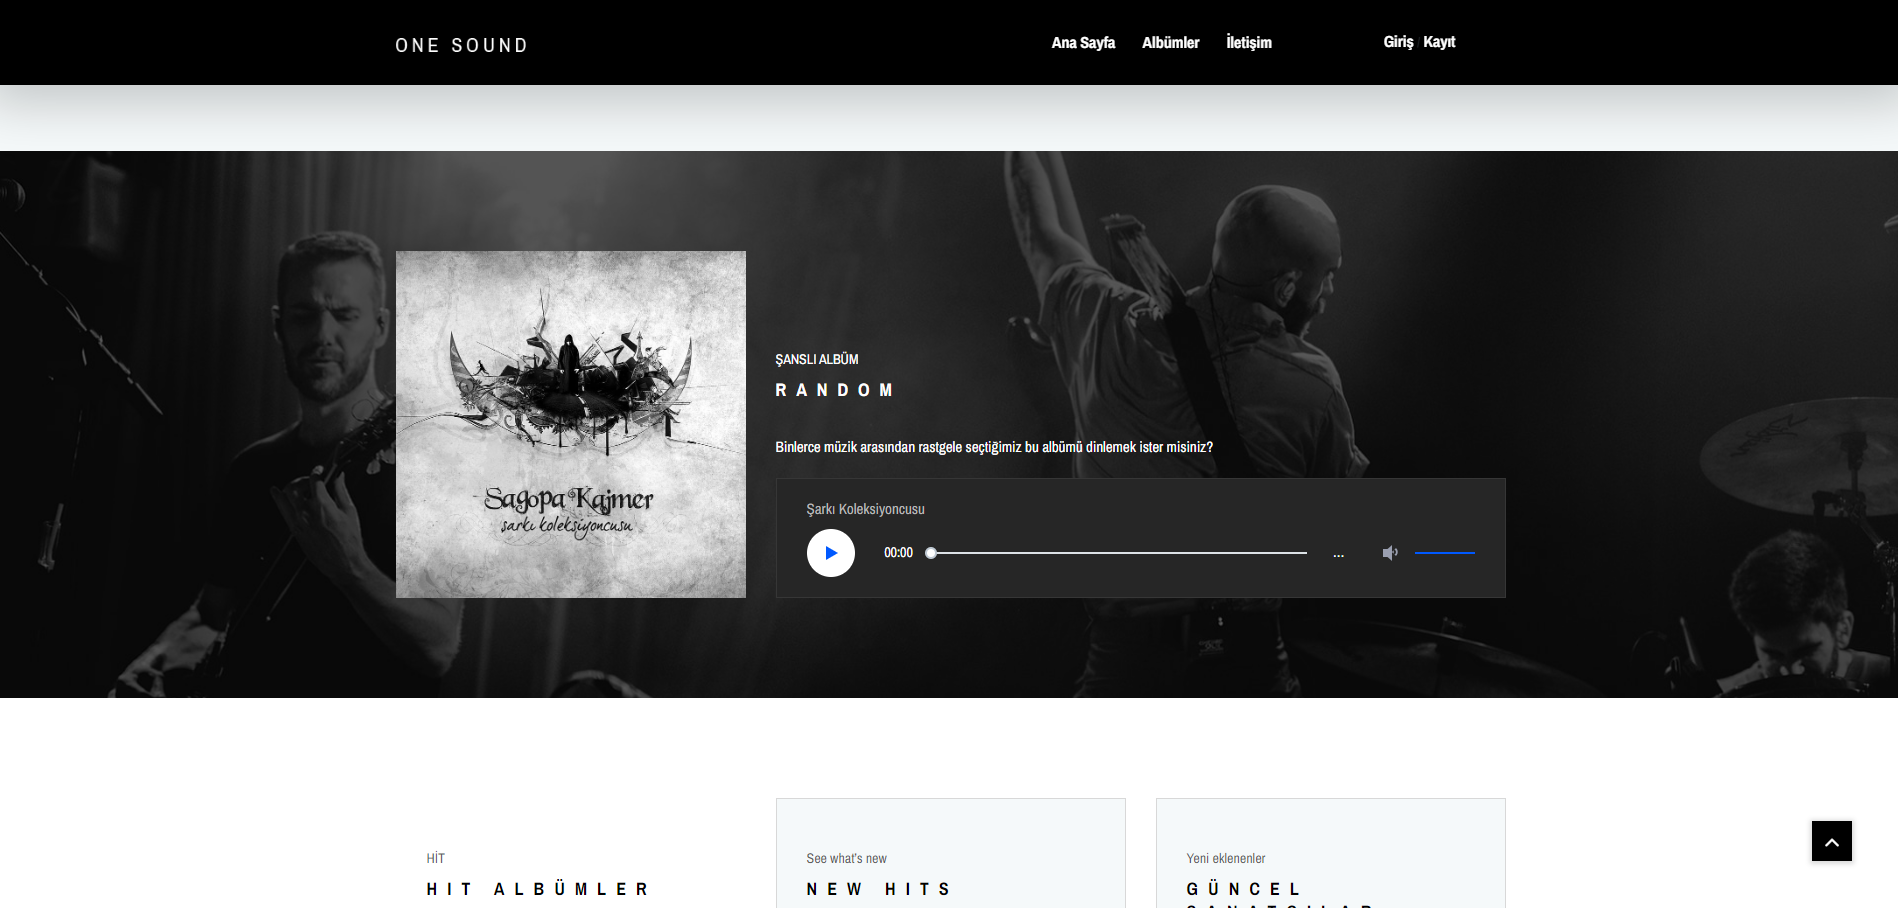 ONE SOUND
Ana Sayfa Albümler İletişim Giriş / Kayıt
ŞANSLI ALBÜM
RANDOM
Binlerce müzik arasından rastgele seçtiğimiz bu albümü dinlemek ister misiniz?
Sagopa Kajmer
şarkı koleksiyoncusu
Şarkı Koleksiyoncusu
00:00 ...
HİT
HIT ALBÜMLER
See what's new
NEW HITS
Yeni eklenenler
GÜNCEL